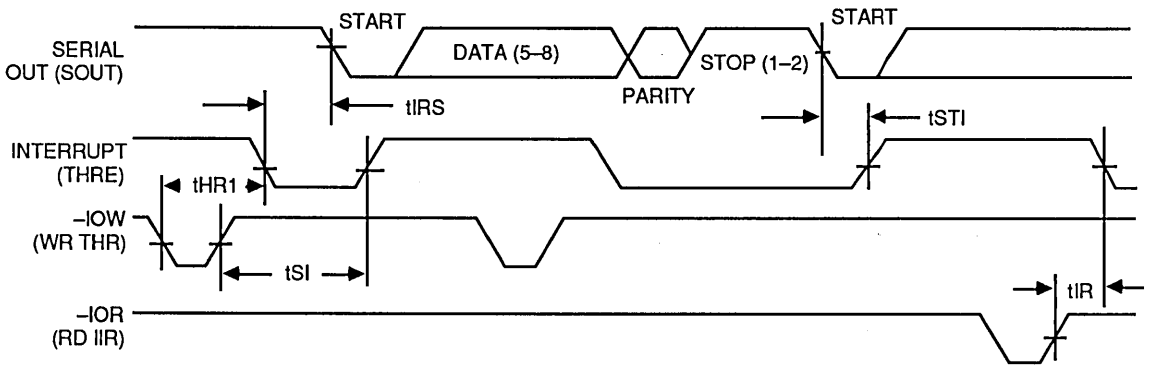 START
START
SERIAL
OUT (SOUT)
DATA (5–8)
STOP (1–2)
PARITY
tIRS
tSTI
INTERRUPT
(THRE)
tHR1
–IOW
(WR THR)
tSI
tIR
–IOR
(RD IIR)